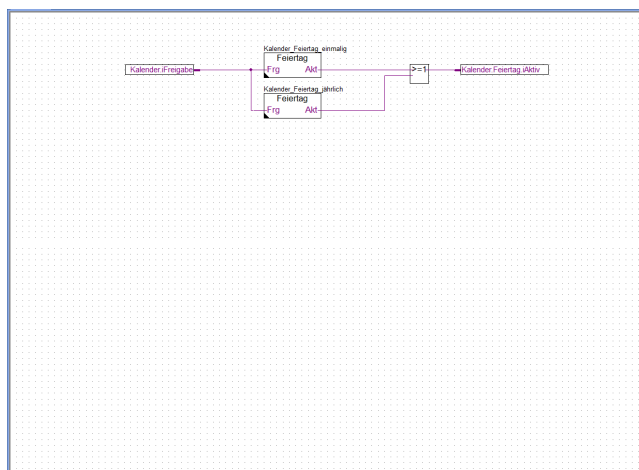 Kalender_Feiertag_einmalig
Feiertag
Kalender.iFreigabe
Frg Akt
>=1
Kalender.Feiertag.iAktiv
Kalender_Feiertag_jährlich
Feiertag
Frg Akt